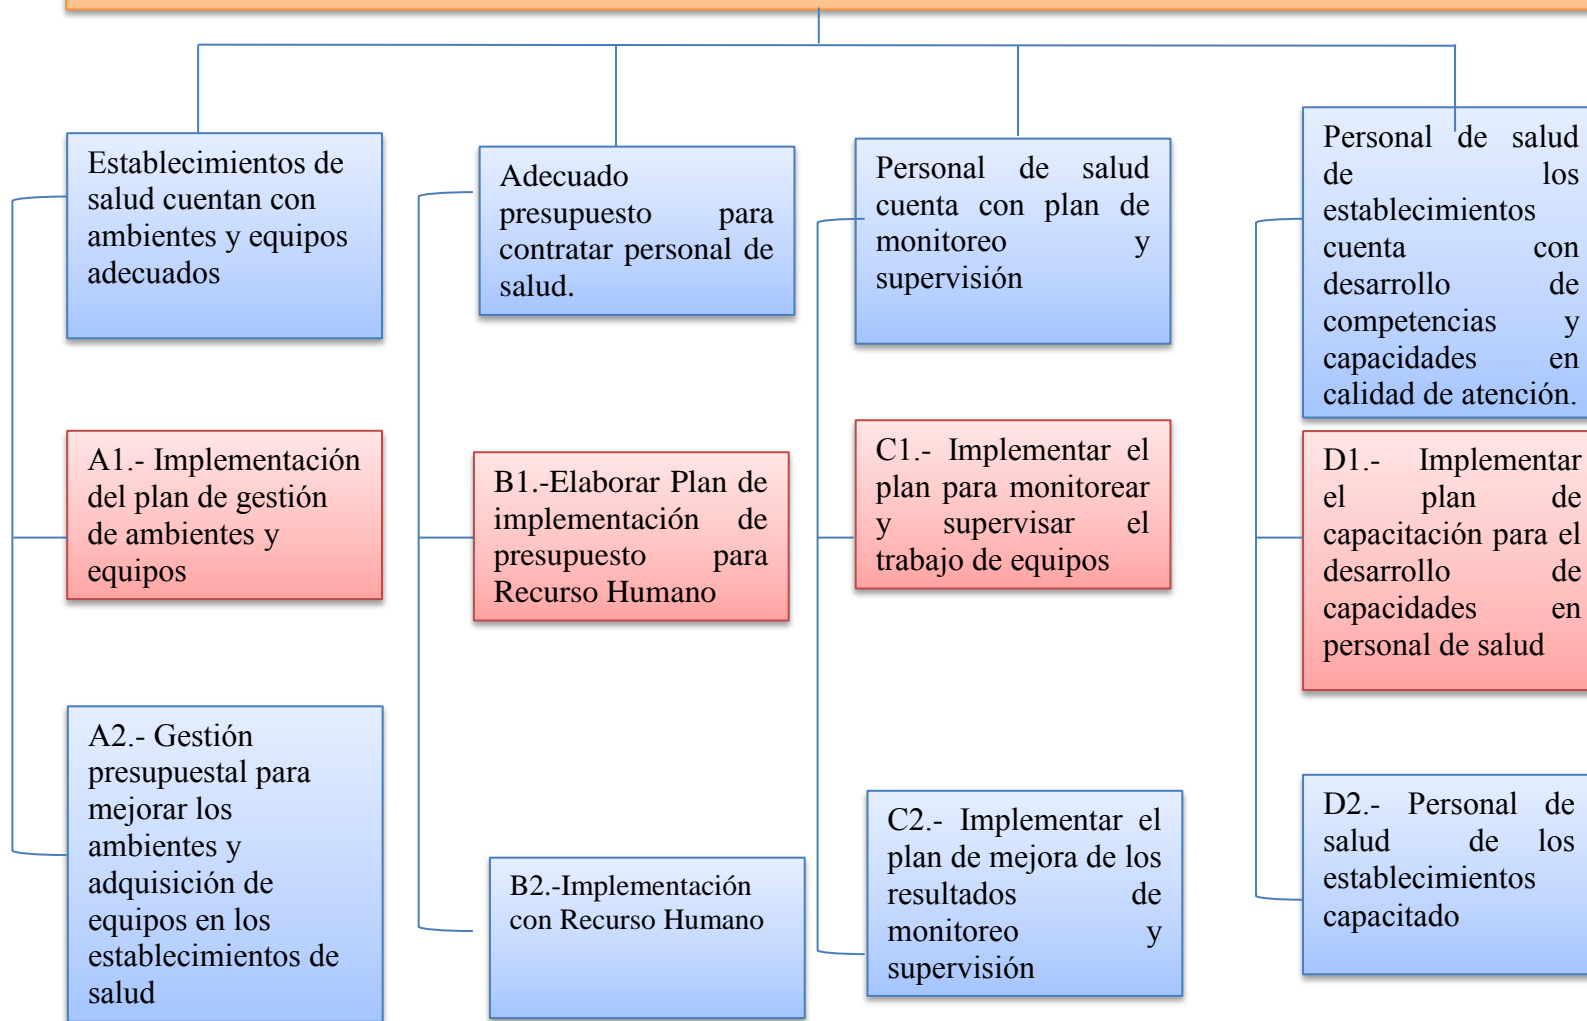 Establecimientos de
salud cuentan con
ambientes y equipos
adecuados
Adecuado
presupuesto para
contratar personal de
salud.
Personal de salud
cuenta con plan de
monitoreo y
supervisión
Personal de salud
de los
establecimientos
cuenta con
desarrollo de
competencias y
capacidades en
calidad de atención.
A1.- Implementación
del plan de gestión
de ambientes y
equipos
B1.-Elaborar Plan de
implementación de
presupuesto para
Recurso Humano
C1.- Implementar el
plan para monitorear
y supervisar el
trabajo de equipos
D1.- Implementar
el plan de
capacitación para el
desarrollo de
capacidades en
personal de salud
A2.- Gestión
presupuestal para
mejorar los
ambientes y
adquisición de
equipos en los
establecimientos de
salud
B2.-Implementación
con Recurso Humano
C2.- Implementar el
plan de mejora de los
resultados de
monitoreo y
supervisión
D2.- Personal de
salud de los
establecimientos
capacitado